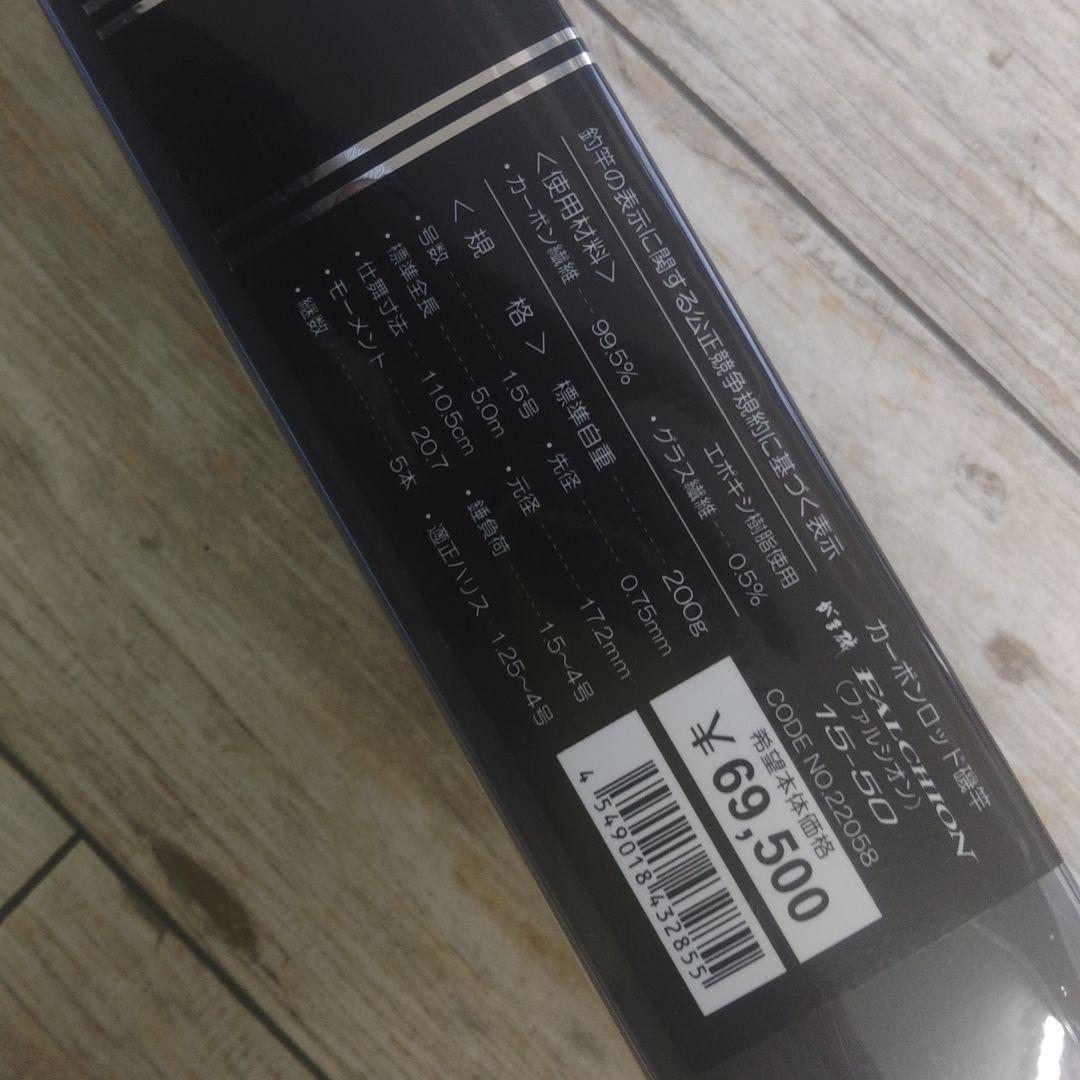 カーボンロッド磯竿
がま磯 FALCHION
(ファルシオン)
15-50
CODE NO.22058
釣竿の表示に関する公正競争規約に基づく表示
<使用材料> エポキシ樹脂使用
・カーボン繊維 99.5% ・グラス繊維 0.5%
<規 格> 標準自重 200g
・号数 1.5号 ・先径 0.75mm
・標準全長 5.0m ・元径 17.2mm
・仕舞寸法 110.5cm ・錘負荷 1.5~4号
・モーメント 207 ・適正ハリス 1.25~4号
・継数 5本
希望本体価格
¥69,500
4 549018 432855